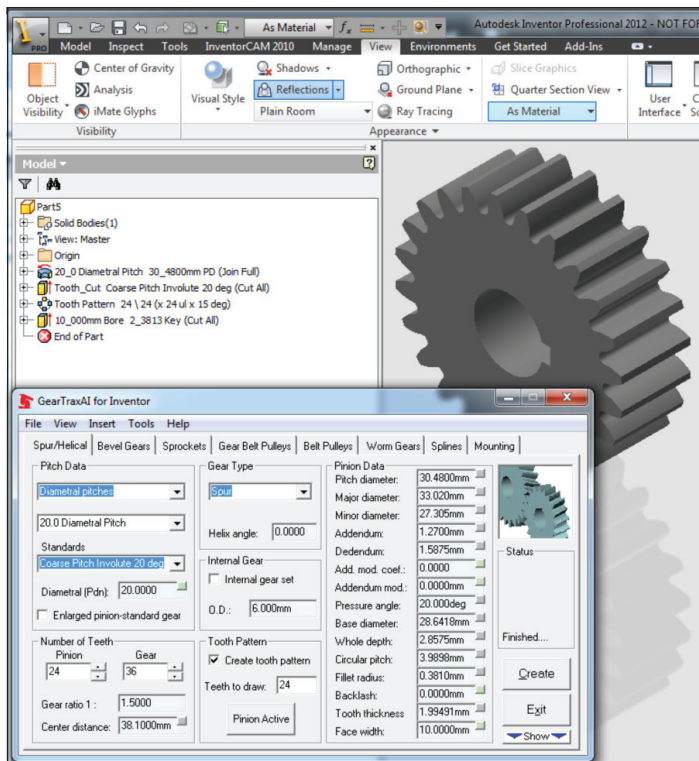 Autodesk Inventor Professional 2012 - NOT FOR
As Material
PRO
Model Inspect Tools InventorCAM 2010 Manage View Environments Get Started Add-Ins
Object Visibility
Center of Gravity
Analysis
iMate Glyphs
Visibility
Visual Style
Shadows
Reflections
Plain Room
Orthographic
Ground Plane
Ray Tracing
Slice Graphics
Quarter Section View
As Material
Appearance
User Interface
Model
Part5
Solid Bodies(1)
View: Master
Origin
20_0 Diametral Pitch 30_4800mm PD (Join Full)
Tooth_Cut Coarse Pitch Involute 20 deg (Cut All)
Tooth Pattern 24 \ 24 (x 24 ul x 15 deg)
10_000mm Bore 2_3813 Key (Cut All)
End of Part
GearTraxAI for Inventor
File View Insert Tools Help
Spur/Helical Bevel Gears Sprockets Gear Belt Pulleys Belt Pulleys Worm Gears Splines Mounting
Pitch Data
Diametral pitches
20.0 Diametral Pitch
Standards
Coarse Pitch Involute 20 deg
Diametral (Pdn): 20.0000
Enlarged pinion-standard gear
Number of Teeth
Pinion Gear
24 36
Gear ratio 1 : 1.5000
Center distance: 38.1000mm
Gear Type
Spur
Helix angle: 0.0000
Internal Gear
Internal gear set
O.D.: 6.000mm
Tooth Pattern
Create tooth pattern
Teeth to draw: 24
Pinion Active
Pinion Data
Pitch diameter: 30.4800mm
Major diameter: 33.020mm
Minor diameter: 27.305mm
Addendum: 1.2700mm
Dedendum: 1.5875mm
Add. mod. coef.: 0.0000
Addendum mod.: 0.0000mm
Pressure angle: 20.000deg
Base diameter: 28.6418mm
Whole depth: 2.8575mm
Circular pitch: 3.9898mm
Fillet radius: 0.3810mm
Backlash: 0.0000mm
Tooth thickness 1.99491mm
Face width: 10.0000mm
Status
Finished....
Create
Exit
Show